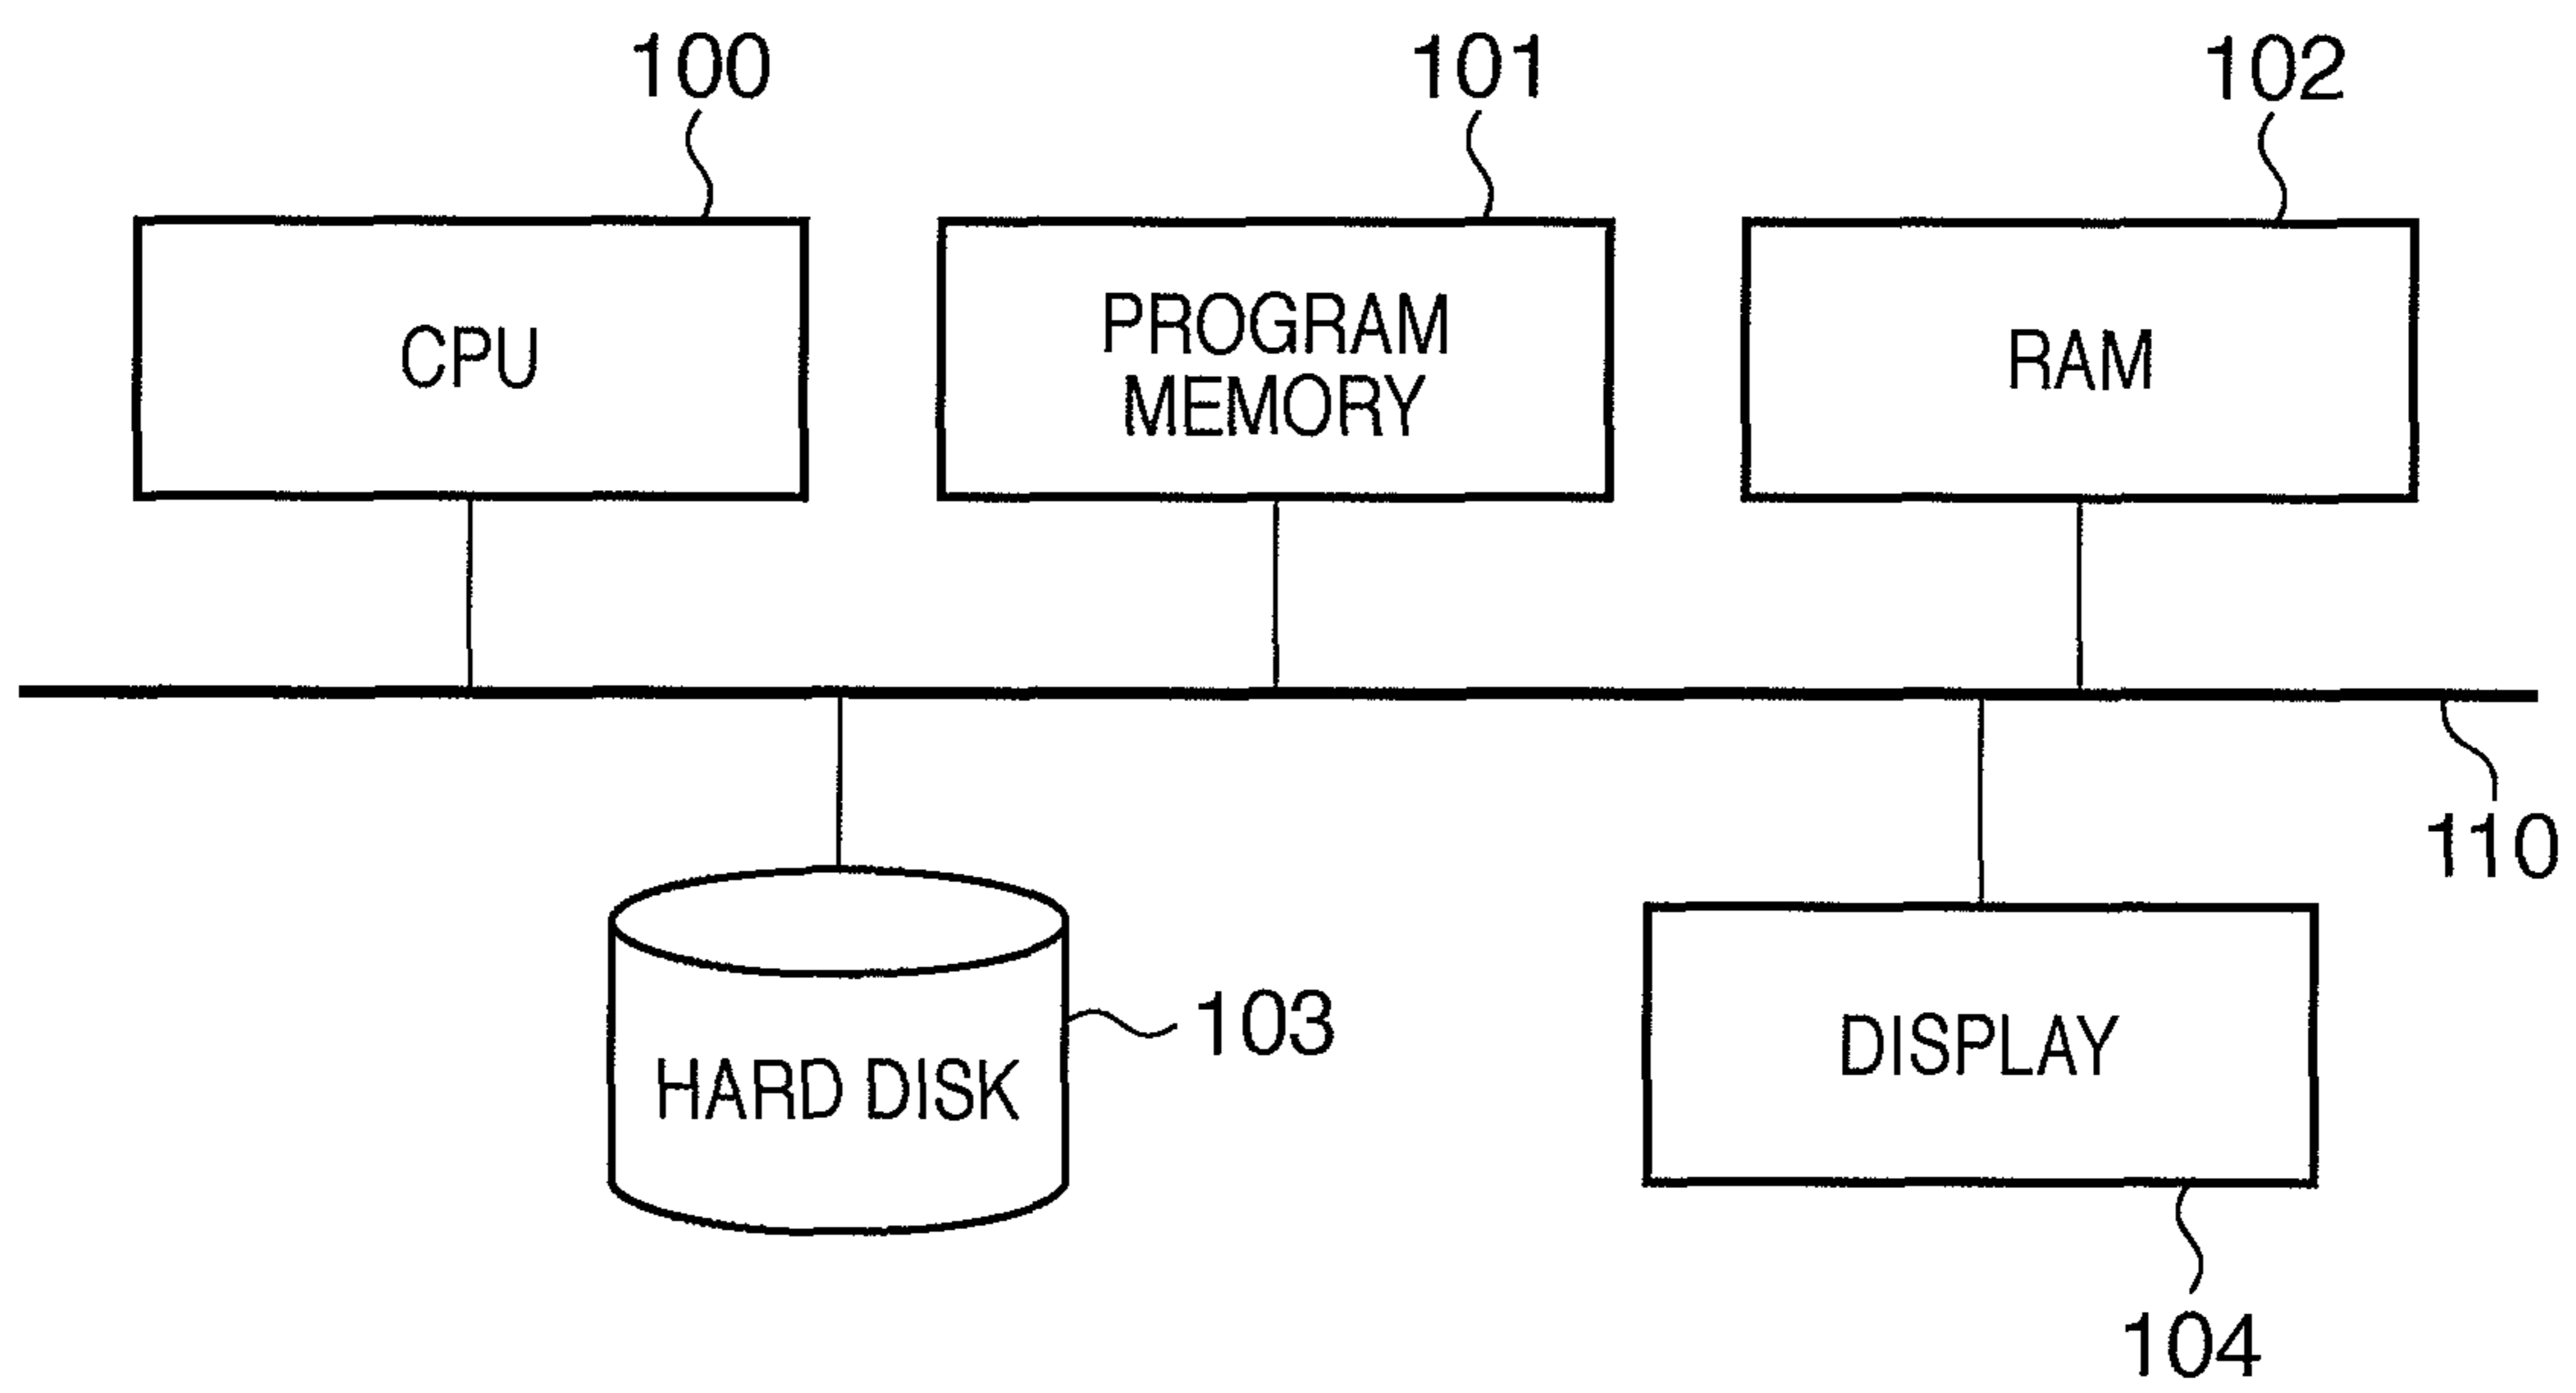 100
101
102
CPU
PROGRAM
MEMORY
RAM
110
103
HARD DISK
DISPLAY
104